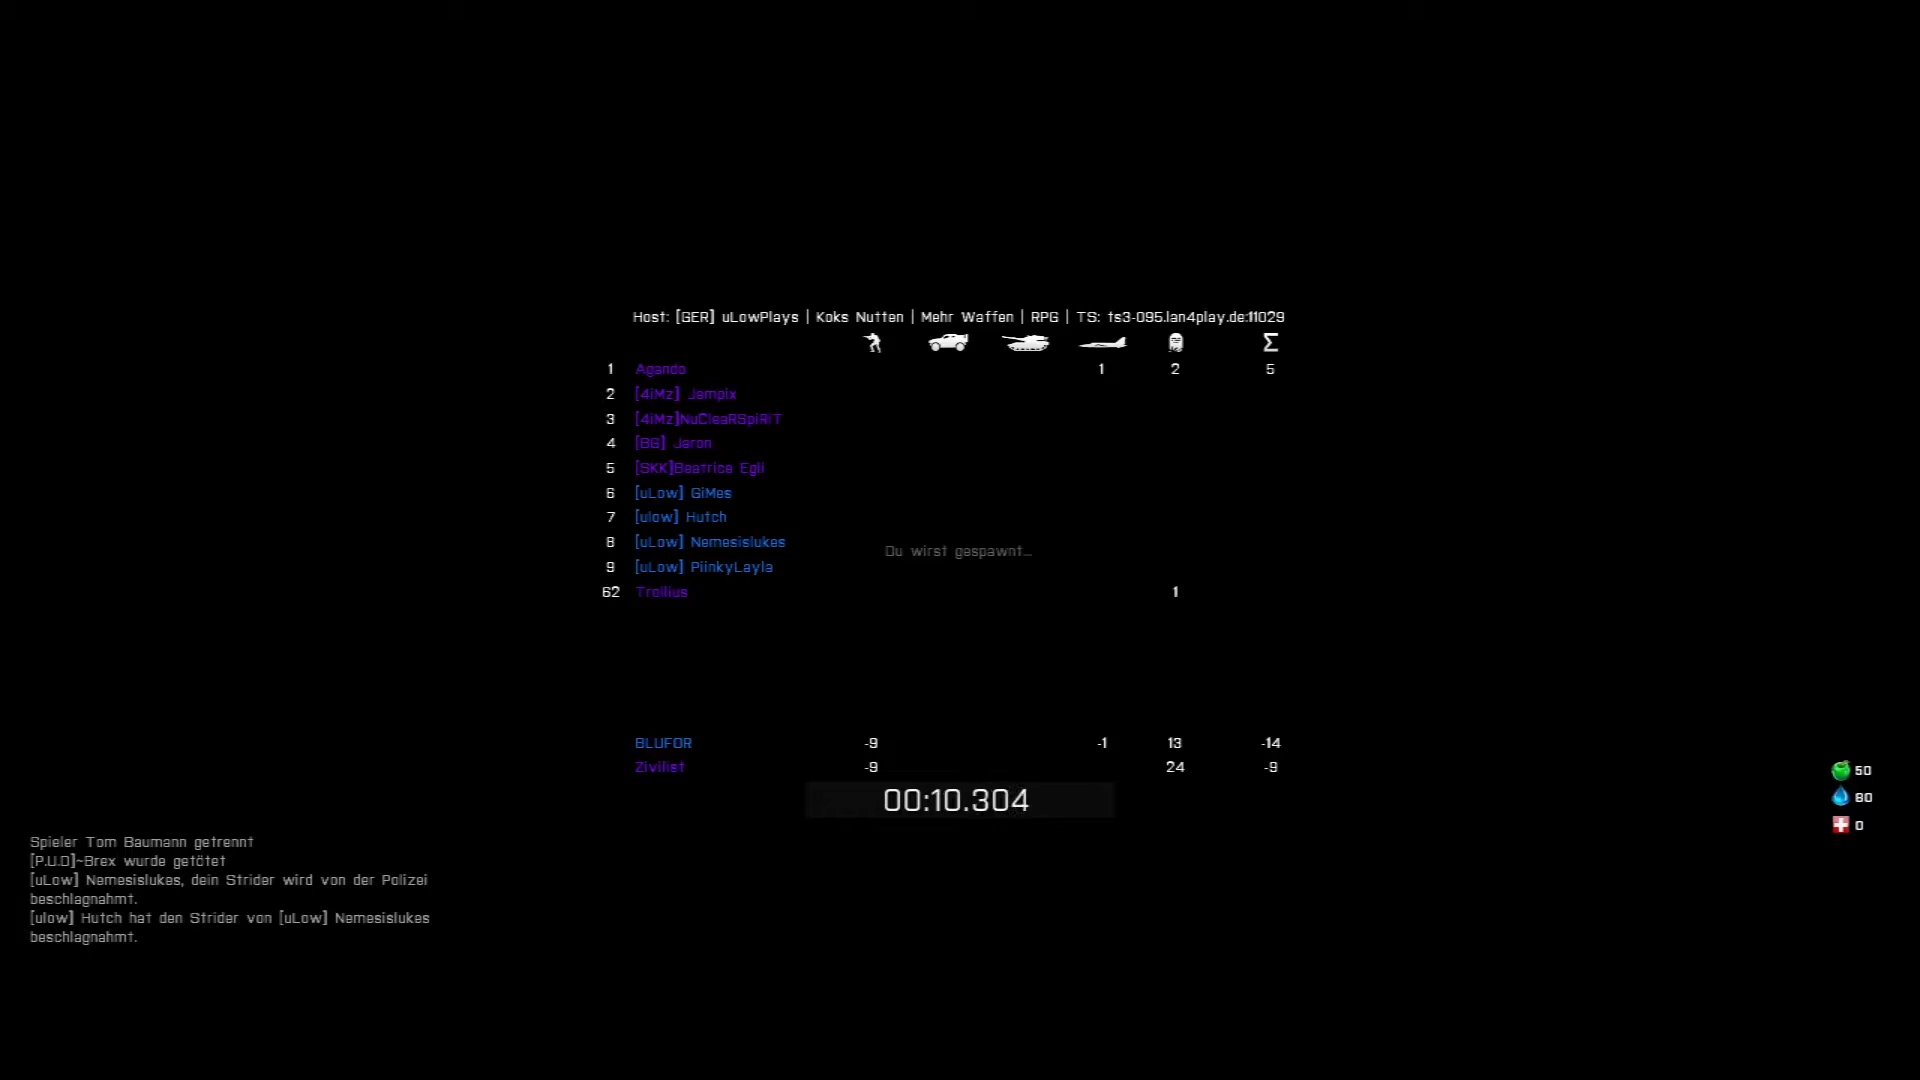 Host: [GER] uLowPlays | Koks Nutten | Mehr Waffen | RPG | TS: ts3-095.lan4play.de:11029
Σ
1 Agando 1 2 5
2 [4iMz] Jempix
3 [4iMz]NuCleaRSpiRiT
4 [BG] Jaron
5 [SKK]Beatrice Egli
6 [uLow] GiMes
7 [ulow] Hutch
8 [uLow] Nemesislukes
Du wirst gespawnt...
9 [uLow] PiinkyLayla
62 Trollius 1
BLUFOR -9 -1 13 -14
Zivilist -9 24 -9
00:10.304
50
80
0
Spieler Tom Baumann getrennt
[P.U.D]~Brex wurde getötet
[uLow] Nemesislukes, dein Strider wird von der Polizei
beschlagnahmt.
[ulow] Hutch hat den Strider von [uLow] Nemesislukes
beschlagnahmt.